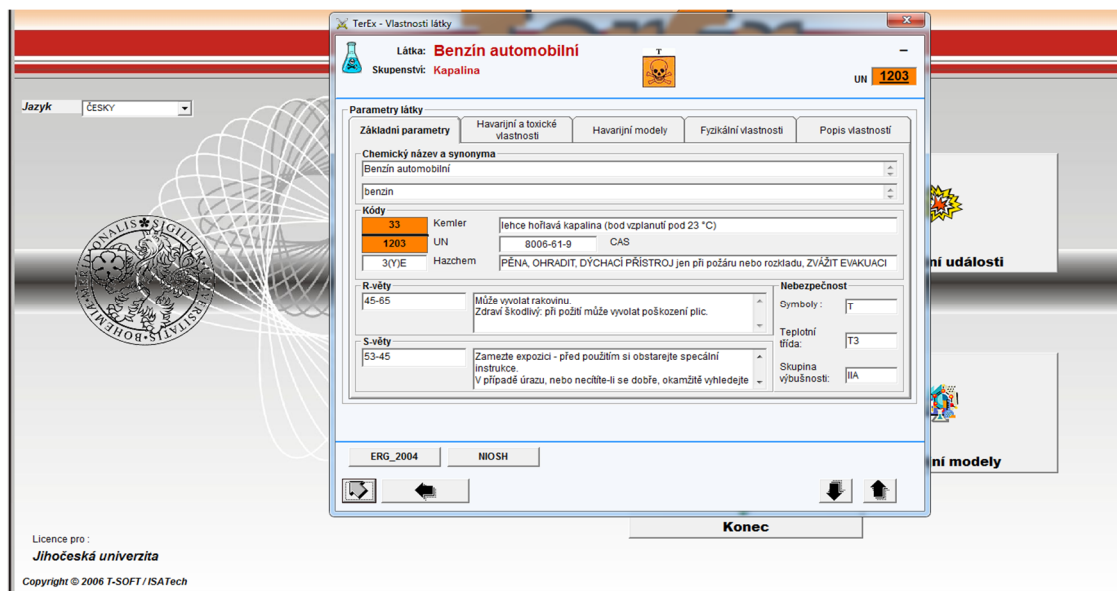 TerEx - Vlastnosti látky
Látka: Benzín automobilní
Skupenství: Kapalina
T
UN 1203
Jazyk ČESKY
Parametry látky
Základní parametry
Havarijní a toxické vlastnosti
Havarijní modely
Fyzikální vlastnosti
Popis vlastností
Chemický název a synonyma
Benzín automobilní
benzin
Kódy
33 Kemler lehce hořlavá kapalina (bod vzplanutí pod 23 °C)
1203 UN 8006-61-9 CAS
3(Y)E Hazchem PĚNA, OHRADIT, DÝCHACÍ PŘÍSTROJ jen při požáru nebo rozkladu, ZVÁŽIT EVAKUACI
R-věty
45-65
Může vyvolat rakovinu.
Zdraví škodlivý: při požití může vyvolat poškození plic.
S-věty
53-45
Zamezte expozici - před použitím si obstarejte specální
instrukce.
V případě úrazu, nebo necítíte-li se dobře, okamžitě vyhledejte
Nebezpečnost
Symboly : T
Teplotní
třída: T3
Skupina
výbušnosti: IIA
ERG_2004
NIOSH
ní události
ní modely
Konec
Licence pro :
Jihočeská univerzita
Copyright © 2006 T-SOFT / ISATech